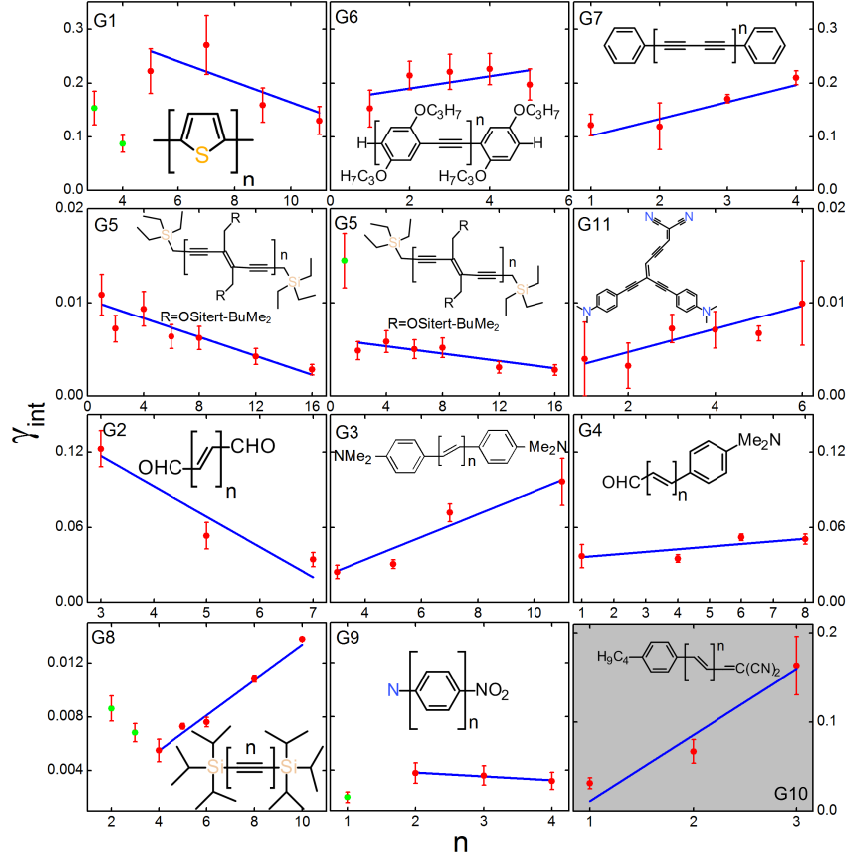 G1
G6
G7
0.3
0.3
0.2
0.2
0.1
0.1
0.0
0.0
S
n
OC3H7
n
OC3H7
H
H
H7C3O
H7C3O
n
4 6 8 10
0 2 4 6
1 2 3 4
G5
G5
G11
0.02
0.02
0.01
0.01
0.00
0.00
R
Si
n
Si
R
R=OSitert-BuMe2
R
Si
n
Si
R
R=OSitert-BuMe2
N
N
N
N
0 4 8 12 16
0 4 8 12 16
2 4 6
γint
G2
G3
G4
0.12
0.12
0.06
0.06
0.00
0.00
CHO
OHC
n
NMe2
Me2N
n
Me2N
OHC
n
3 4 5 6 7
4 6 8 10
1 2 3 4 5 6 7 8
G8
G9
G10
0.012
0.008
0.004
0.2
0.1
0.0
n
Si
Si
N
NO2
n
H9C4
n
C(CN)2
2 4 6 8 10
1 2 3 4
1 2 3
n